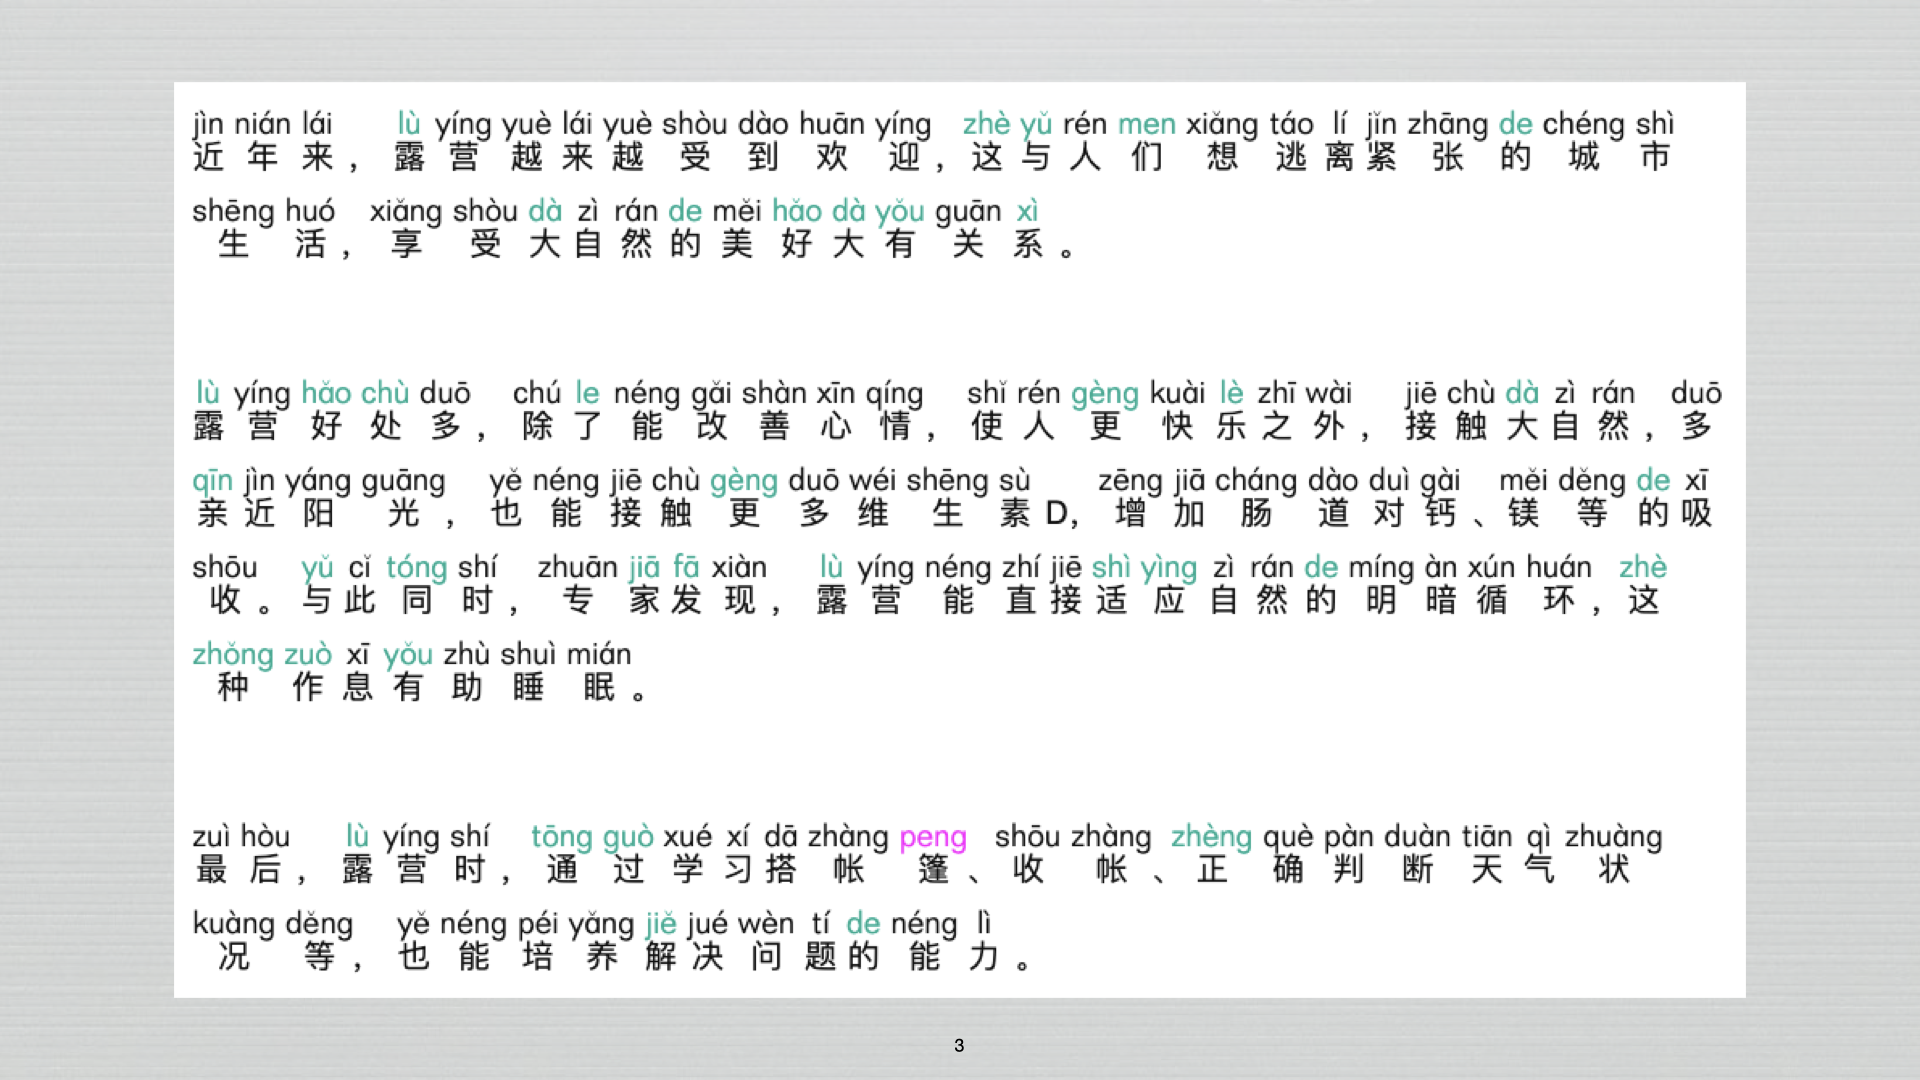 jìn nián lái lù yíng yuè lái yuè shòu dào huān yíng zhè yǔ rén men xiǎng táo lí jǐn zhāng de chéng shì
近年来，露营越来越受到欢迎，这与人们想逃离紧张的城市
shēng huó xiǎng shòu dà zì rán de měi hǎo dà yǒu guān xì
生活，享受大自然的美好大有关系。
lù yíng hǎo chù duō chú le néng gǎi shàn xīn qíng shǐ rén gèng kuài lè zhī wài jiē chù dà zì rán duō
露营好处多，除了能改善心情，使人更快乐之外，接触大自然，多
qīn jìn yáng guāng yě néng jiē chù gèng duō wéi shēng sù zēng jiā cháng dào duì gài měi děng de xī
亲近阳光，也能接触更多维生素D，增加肠道对钙、镁等的吸
shōu yǔ cǐ tóng shí zhuān jiā fā xiàn lù yíng néng zhí jiē shì yìng zì rán de míng àn xún huán zhè
收。与此同时，专家发现，露营能直接适应自然的明暗循环，这
zhǒng zuò xī yǒu zhù shuì mián
种作息有助睡眠。
zuì hòu lù yíng shí tōng guò xué xí dā zhàng peng shōu zhàng zhèng què pàn duàn tiān qì zhuàng
最后，露营时，通过学习搭帐篷、收帐、正确判断天气状
kuàng děng yě néng péi yǎng jiě jué wèn tí de néng lì
况等，也能培养解决问题的能力。
3